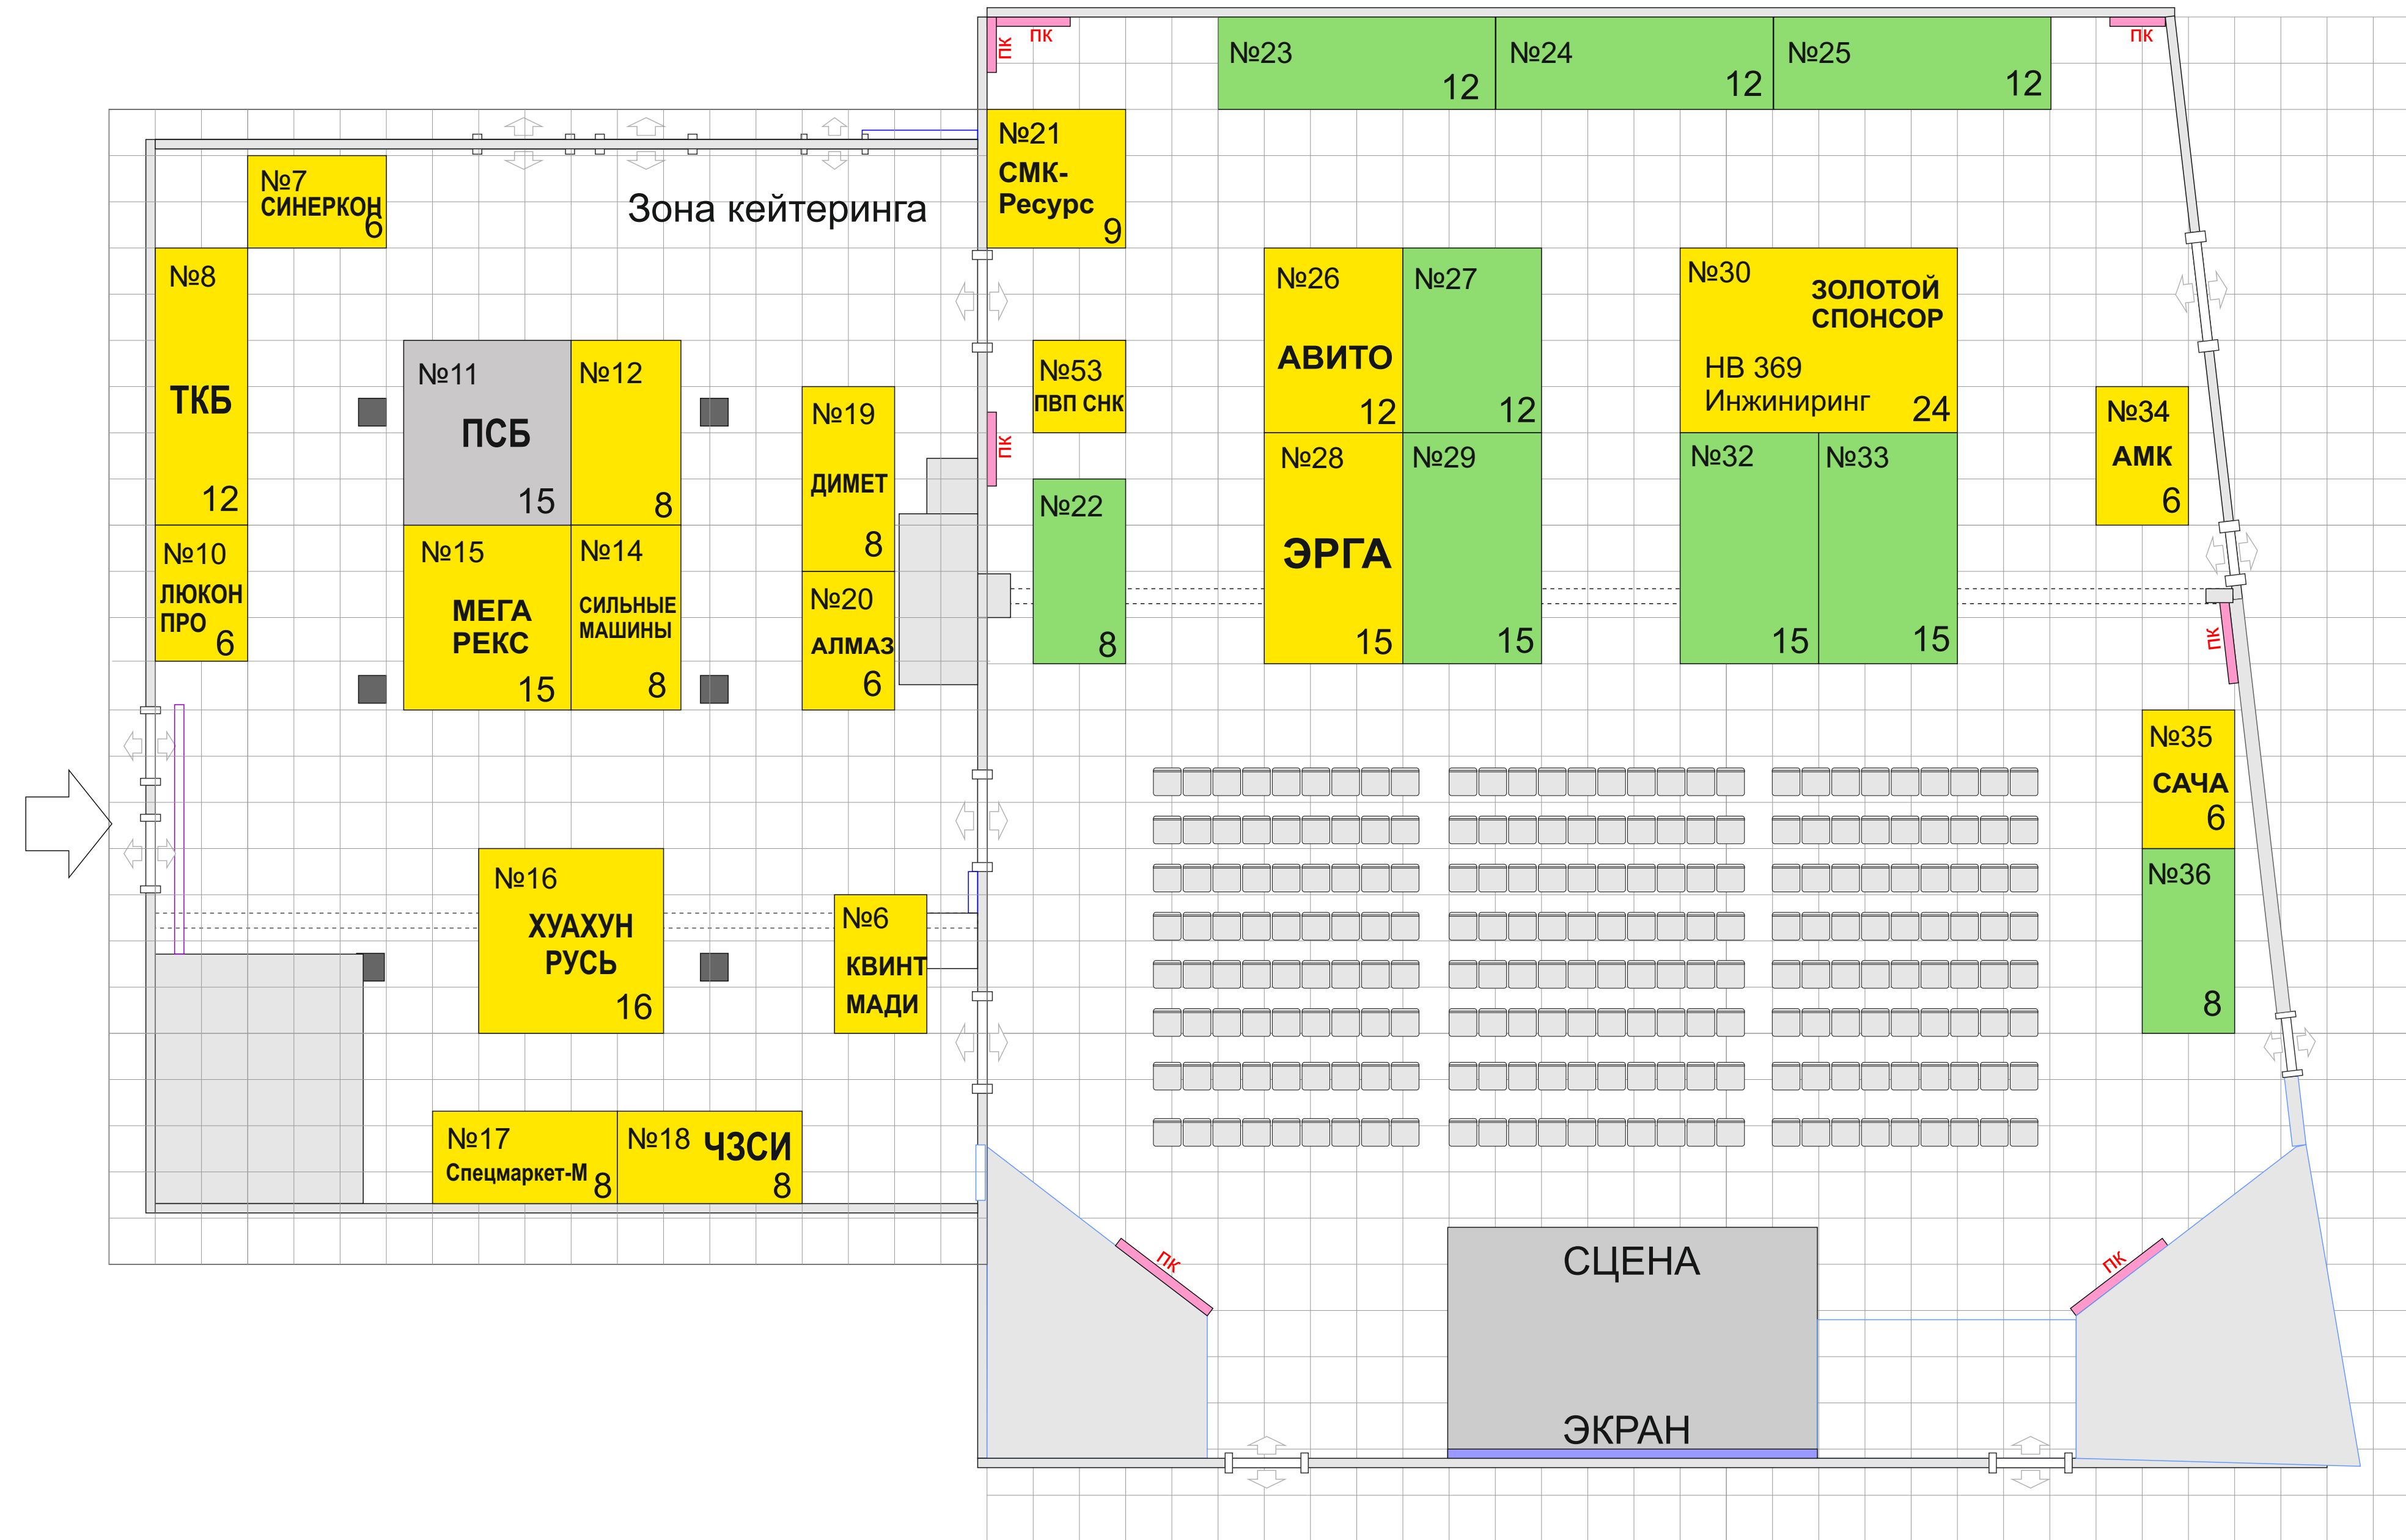 ПК
ПК
ПК
№23
12
№24
12
№25
12
№21
СМК-
Ресурс
9
№7
СИНЕРКОН
6
Зона кейтеринга
№8
ТКБ
12
№10
ЛЮКОН
ПРО
6
№11
ПСБ
15
№12
8
№15
МЕГА
РЕКС
15
№14
СИЛЬНЫЕ
МАШИНЫ
8
№19
ДИМЕТ
8
№20
АЛМАЗ
6
№53
ПВП СНК
ПК
№22
8
№26
АВИТО
12
№27
12
№28
ЭРГА
15
№29
15
№30
ЗОЛОТОЙ
СПОНСОР
НВ 369
Инжиниринг
24
№32
15
№33
15
№34
АМК
6
ПК
№35
САЧА
6
№36
8
№16
ХУАХУН
РУСЬ
16
№6
КВИНТ
МАДИ
№17
Спецмаркет-М
8
№18
ЧЗСИ
8
ПК
СЦЕНА
ЭКРАН
ПК